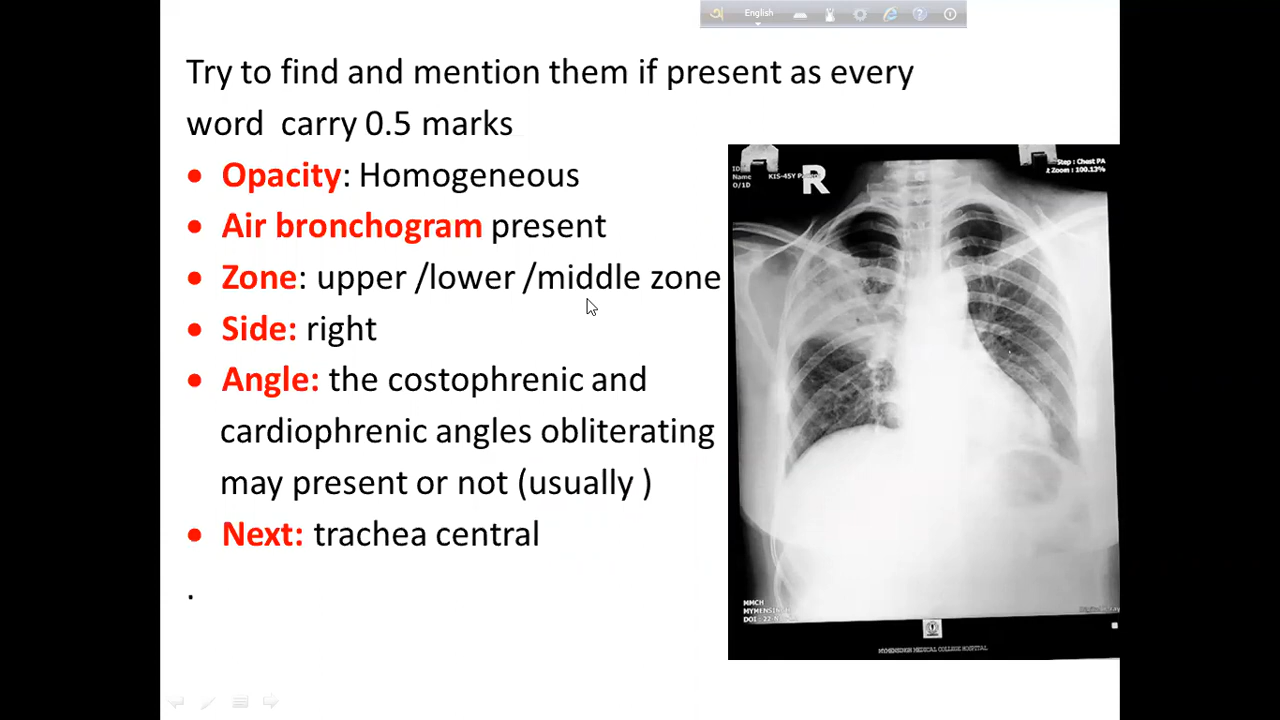 English
Try to find and mention them if present as every
word carry 0.5 marks
• Opacity: Homogeneous
• Air bronchogram present
• Zone: upper /lower /middle zone
• Side: right
• Angle: the costophrenic and
cardiophrenic angles obliterating
may present or not (usually )
• Next: trachea central
.
Name
O/1D
R
Step : Chest PA
Zoom : 100.13%
MMCH
MYMENSINGH MEDICAL COLLEGE HOSPITAL